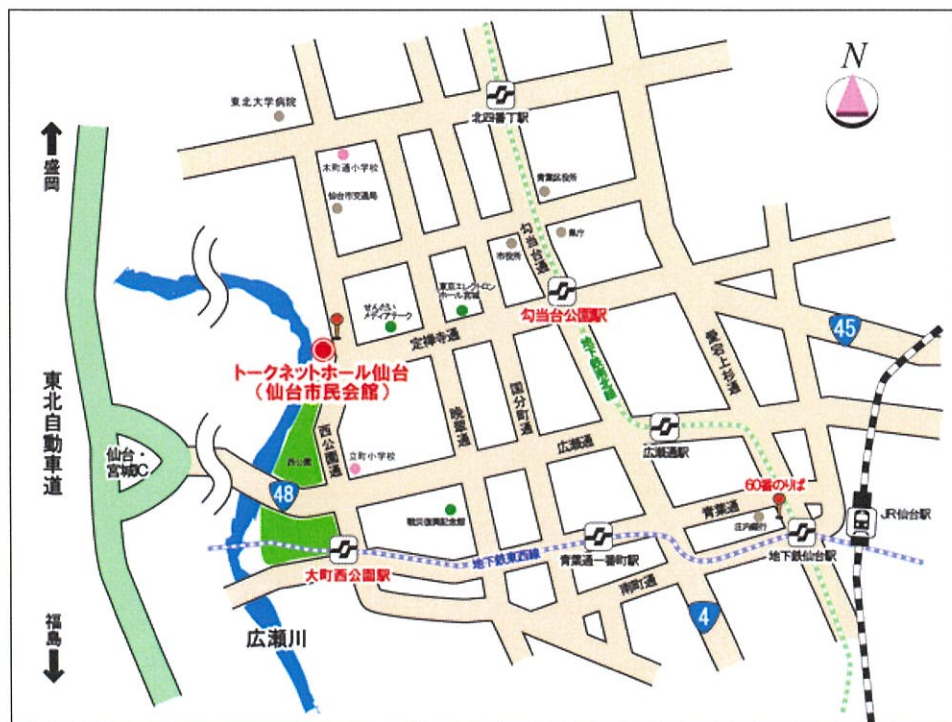 N
北四番丁駅
東北大学病院
盛岡
木町通小学校
青葉区役所
仙台市交通局
勾当台通
県庁
市役所
東京エレクトロン
ホール宮城
せんだい
メディアテーク
勾当台公園駅
定禅寺通
45
愛宕上杉通
地下鉄南北線
トークネットホール仙台
(仙台市民会館)
東北自動車道
国分町通
晩翠通
西公園通
広瀬通
広瀬通駅
仙台・
宮城IC
立町小学校
西公園
60番のりば
48
青葉通
戦災復興記念館
荘内銀行
JR仙台駅
地下鉄仙台駅
青葉通一番町駅
地下鉄東西線
大町西公園駅
南町通
4
福島
広瀬川